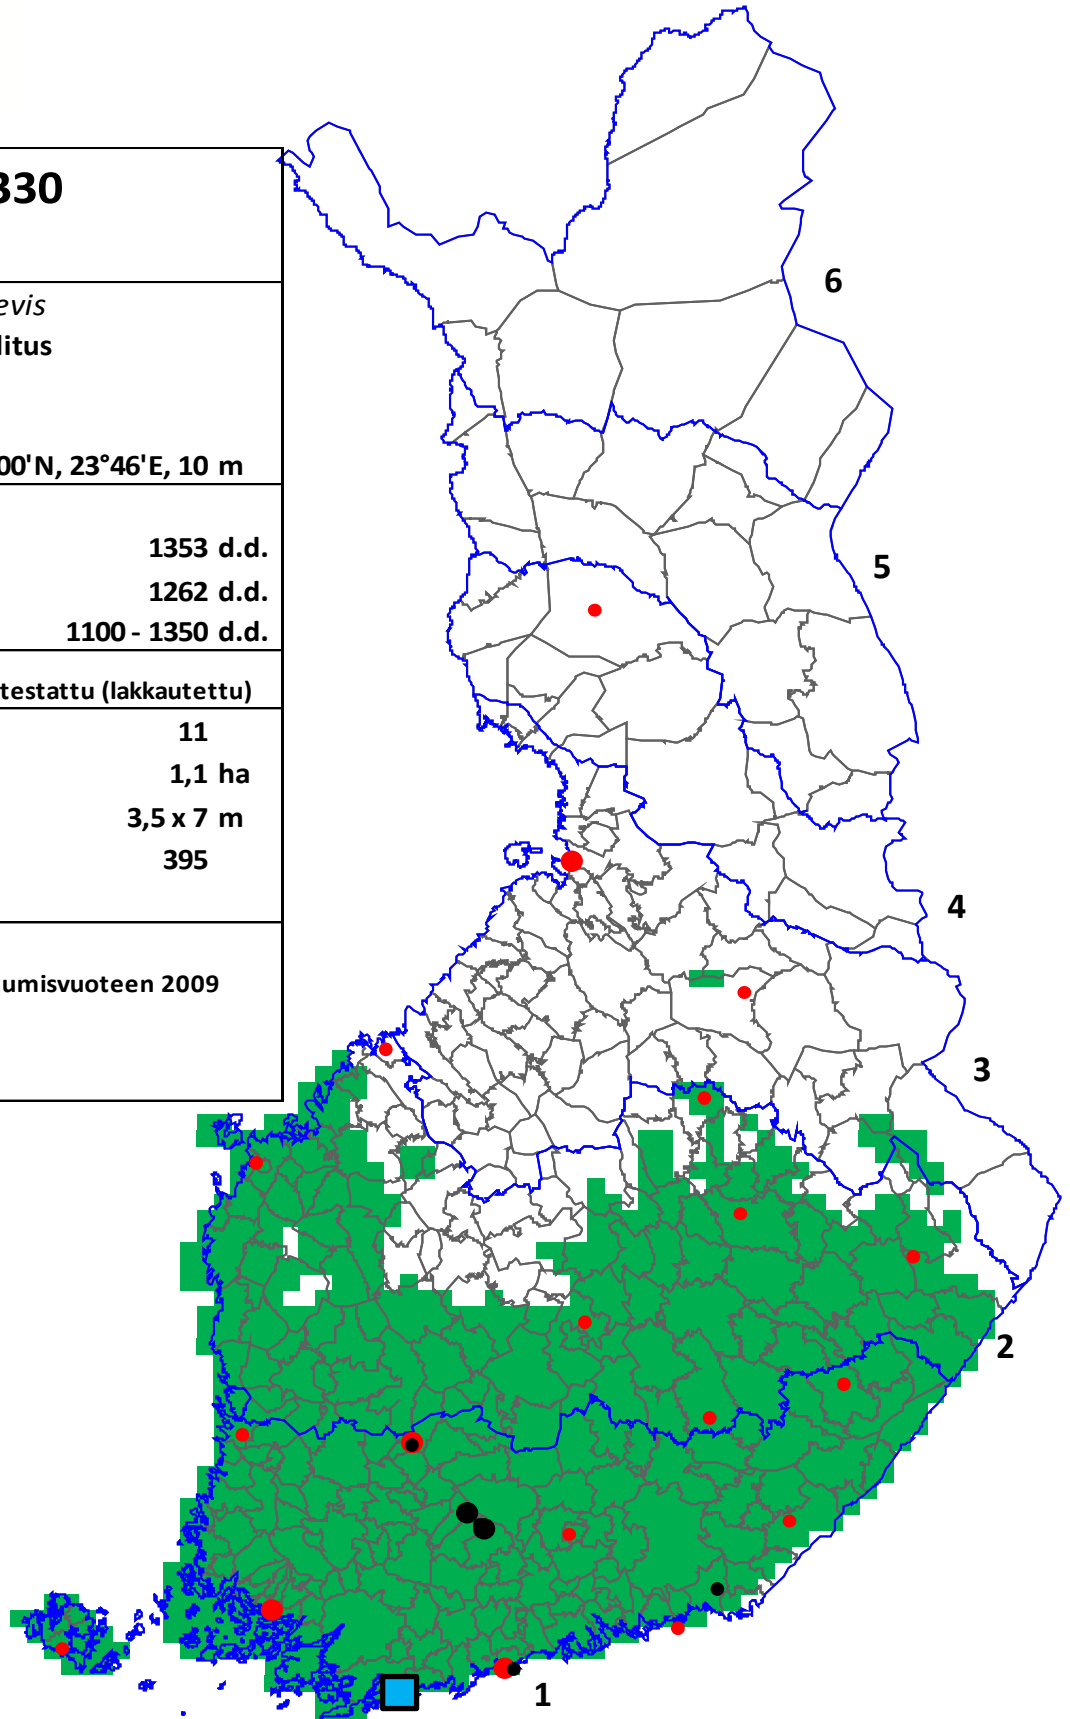 330
evis
litus
00'N, 23°46'E, 10 m
1353 d.d.
1262 d.d.
1100 - 1350 d.d.
testattu (lakkautettu)
11
1,1 ha
3,5 x 7 m
395
umisvuoteen 2009
6
5
4
3
2
1